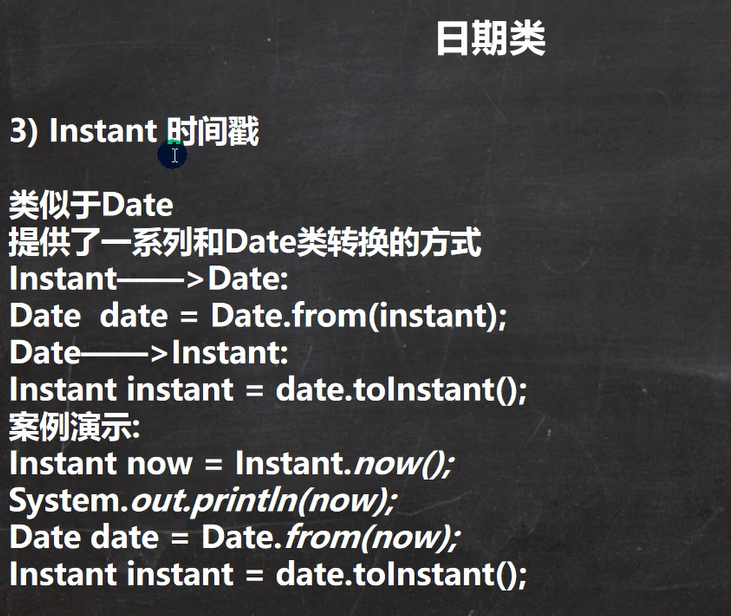 日期类
3) Instant 时间戳
类似于Date
提供了一系列和Date类转换的方式
Instant——>Date:
Date  date = Date.from(instant);
Date——>Instant:
Instant instant = date.toInstant();
案例演示:
Instant now = Instant.now();
System.out.println(now);
Date date = Date.from(now);
Instant instant = date.toInstant();